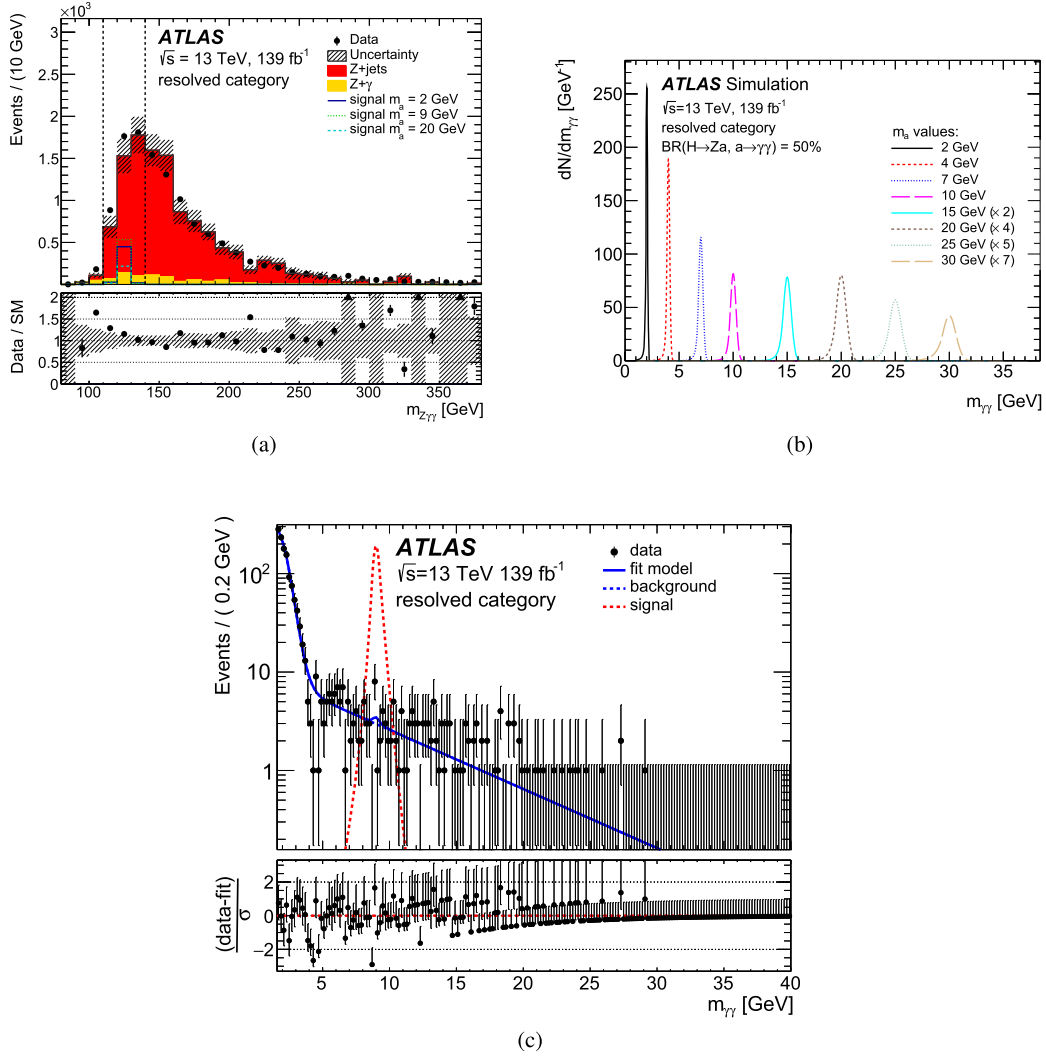 ×10³
3
2.5
2
1.5
1
0.5
Events / (10 GeV)
ATLAS
√s = 13 TeV, 139 fb⁻¹
resolved category
Data
Uncertainty
Z+jets
Z+γ
signal mₐ = 2 GeV
signal mₐ = 9 GeV
signal mₐ = 20 GeV
2
1.5
1
0.5
0
Data / SM
100 150 200 250 300 350
m_Zγγ [GeV]
(a)
dN/dm_γγ [GeV⁻¹]
250
200
150
100
50
0
ATLAS Simulation
√s=13 TeV, 139 fb⁻¹
resolved category
BR(H→Za, a→γγ) = 50%
mₐ values:
2 GeV
4 GeV
7 GeV
10 GeV
15 GeV (× 2)
20 GeV (× 4)
25 GeV (× 5)
30 GeV (× 7)
0 5 10 15 20 25 30 35
m_γγ [GeV]
(b)
Events / ( 0.2 GeV )
10²
10
1
ATLAS
√s=13 TeV 139 fb⁻¹
resolved category
data
fit model
background
signal
(data-fit)
σ
2
0
−2
5 10 15 20 25 30 35 40
m_γγ [GeV]
(c)